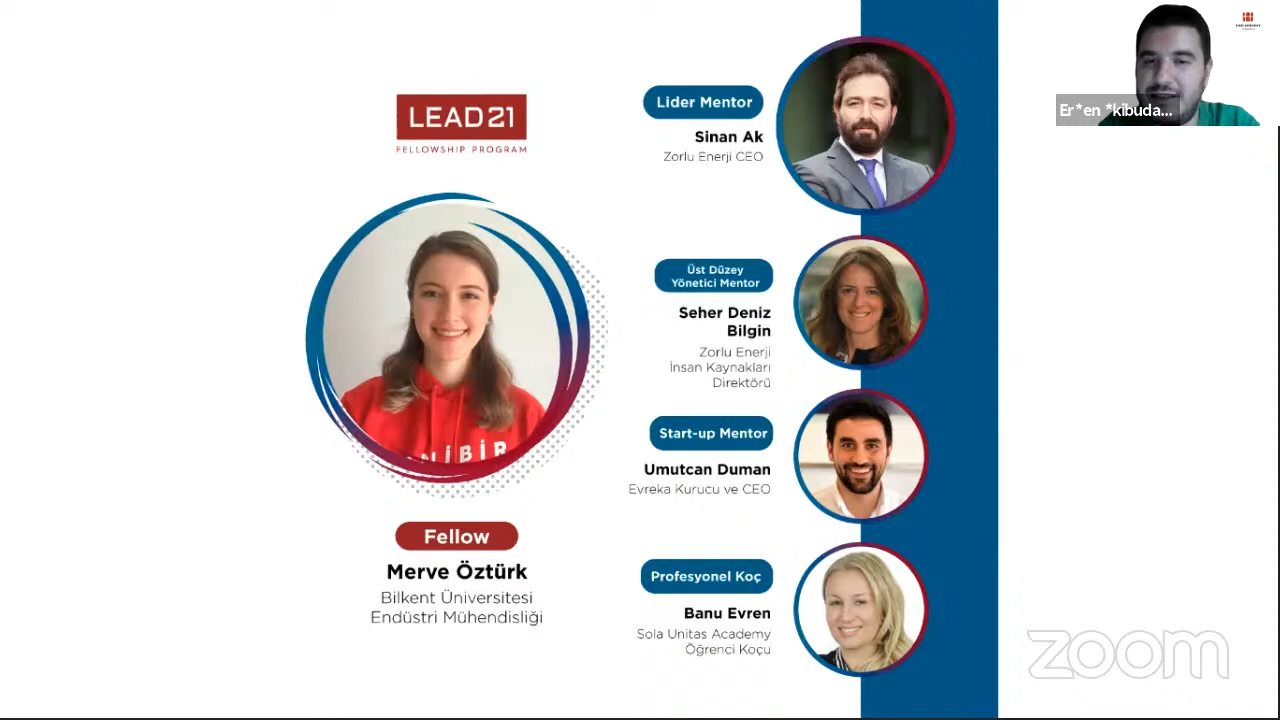 LEAD21
FELLOWSHIP PROGRAM
NİBİR
Fellow
Merve Öztürk
Bilkent Üniversitesi
Endüstri Mühendisliği
Lider Mentor
Sinan Ak
Zorlu Enerji CEO
Üst Düzey
Yönetici Mentor
Seher Deniz
Bilgin
Zorlu Enerji
İnsan Kaynakları
Direktörü
Start-up Mentor
Umutcan Duman
Evreka Kurucu ve CEO
Profesyonel Koç
Banu Evren
Sola Unitas Academy
Öğrenci Koçu
Er*en *kibuda...
zoom